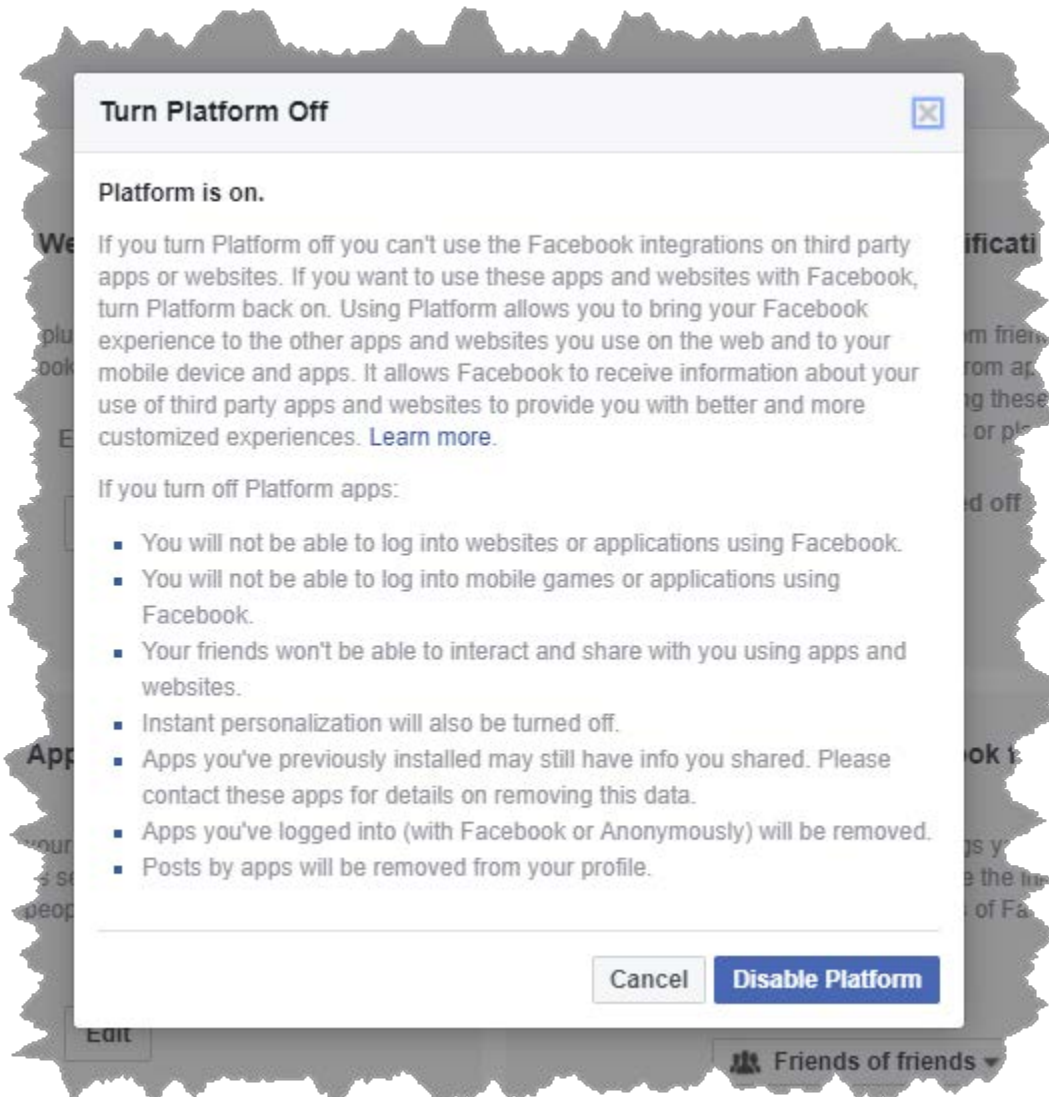 Turn Platform Off
Platform is on.
If you turn Platform off you can't use the Facebook integrations on third party
apps or websites. If you want to use these apps and websites with Facebook,
turn Platform back on. Using Platform allows you to bring your Facebook
experience to the other apps and websites you use on the web and to your
mobile device and apps. It allows Facebook to receive information about your
use of third party apps and websites to provide you with better and more
customized experiences. Learn more.
If you turn off Platform apps:
You will not be able to log into websites or applications using Facebook.
You will not be able to log into mobile games or applications using
Facebook.
Your friends won't be able to interact and share with you using apps and
websites.
Instant personalization will also be turned off.
Apps you've previously installed may still have info you shared. Please
contact these apps for details on removing this data.
Apps you've logged into (with Facebook or Anonymously) will be removed.
Posts by apps will be removed from your profile.
Cancel Disable Platform
Edit
Friends of friends